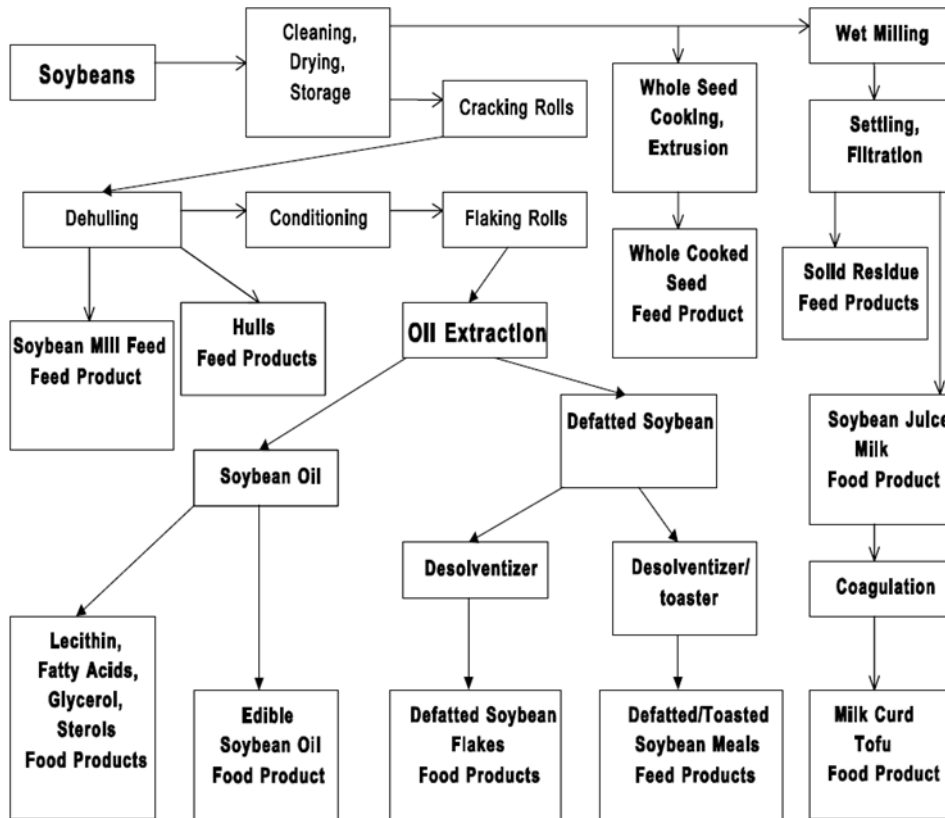 Soybeans
Cleaning,
Drying,
Storage
Wet Milling
Whole Seed
Cooking,
Extrusion
Cracking Rolls
Settling,
Filtration
Dehulling
Conditioning
Flaking Rolls
Whole Cooked
Seed
Feed Product
Solid Residue
Feed Products
Soybean Mill Feed
Feed Product
Hulls
Feed Products
Oil Extraction
Defatted Soybean
Soybean Juice
Milk
Food Product
Soybean Oil
Desolventizer
Desolventizer/
toaster
Coagulation
Lecithin,
Fatty Acids,
Glycerol,
Sterols
Food Products
Edible
Soybean Oil
Food Product
Defatted Soybean
Flakes
Food Products
Defatted/Toasted
Soybean Meals
Feed Products
Milk Curd
Tofu
Food Product